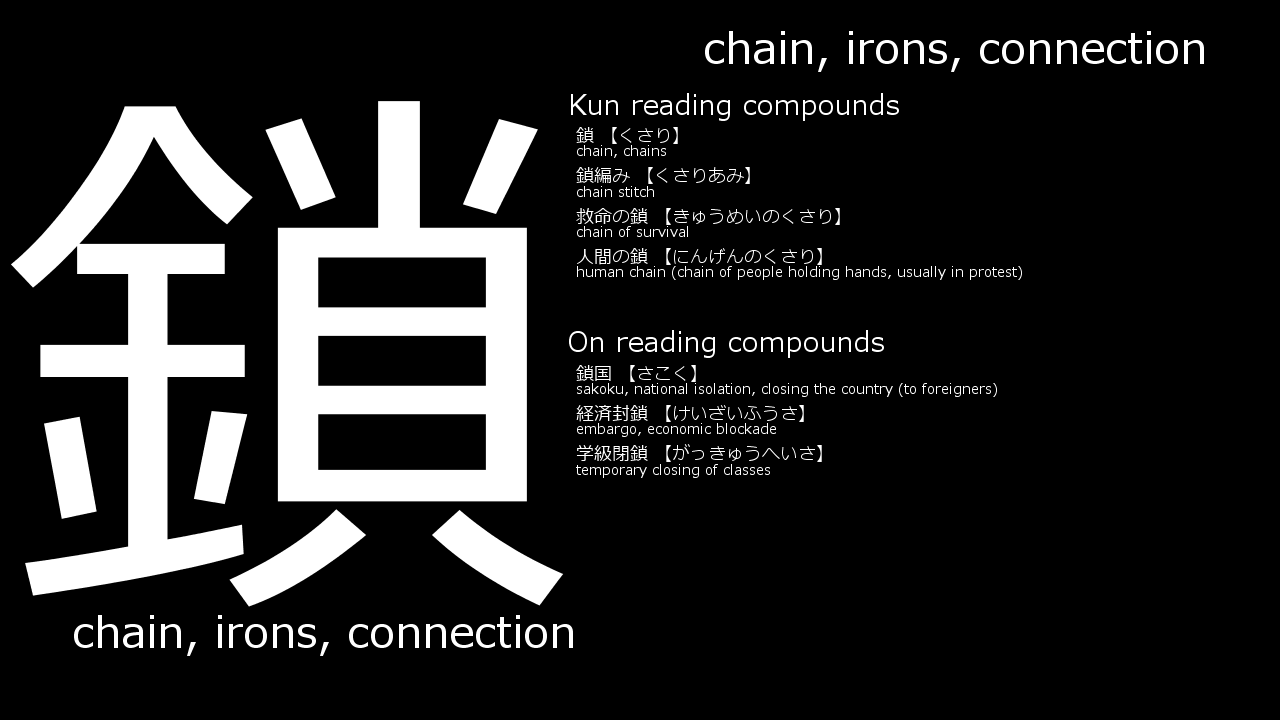 chain, irons, connection
鎖
Kun reading compounds
鎖 【くさり】
chain, chains
鎖編み 【くさりあみ】
chain stitch
救命の鎖 【きゅうめいのくさり】
chain of survival
人間の鎖 【にんげんのくさり】
human chain (chain of people holding hands, usually in protest)
On reading compounds
鎖国 【さこく】
sakoku, national isolation, closing the country (to foreigners)
経済封鎖 【けいざいふうさ】
embargo, economic blockade
学級閉鎖 【がっきゅうへいさ】
temporary closing of classes
chain, irons, connection